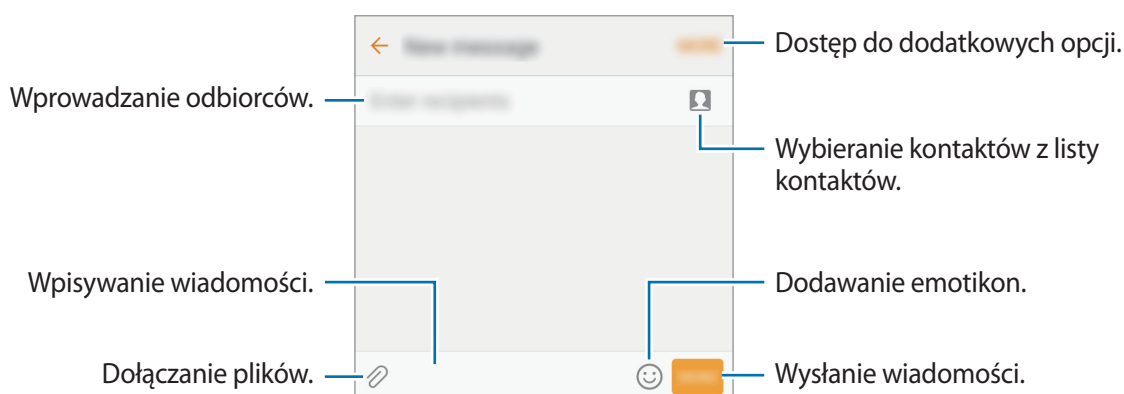 Dostęp do dodatkowych opcji.
Wprowadzanie odbiorców.
Wybieranie kontaktów z listy
kontaktów.
Wpisywanie wiadomości.
Dodawanie emotikon.
Dołączanie plików.
Wysłanie wiadomości.